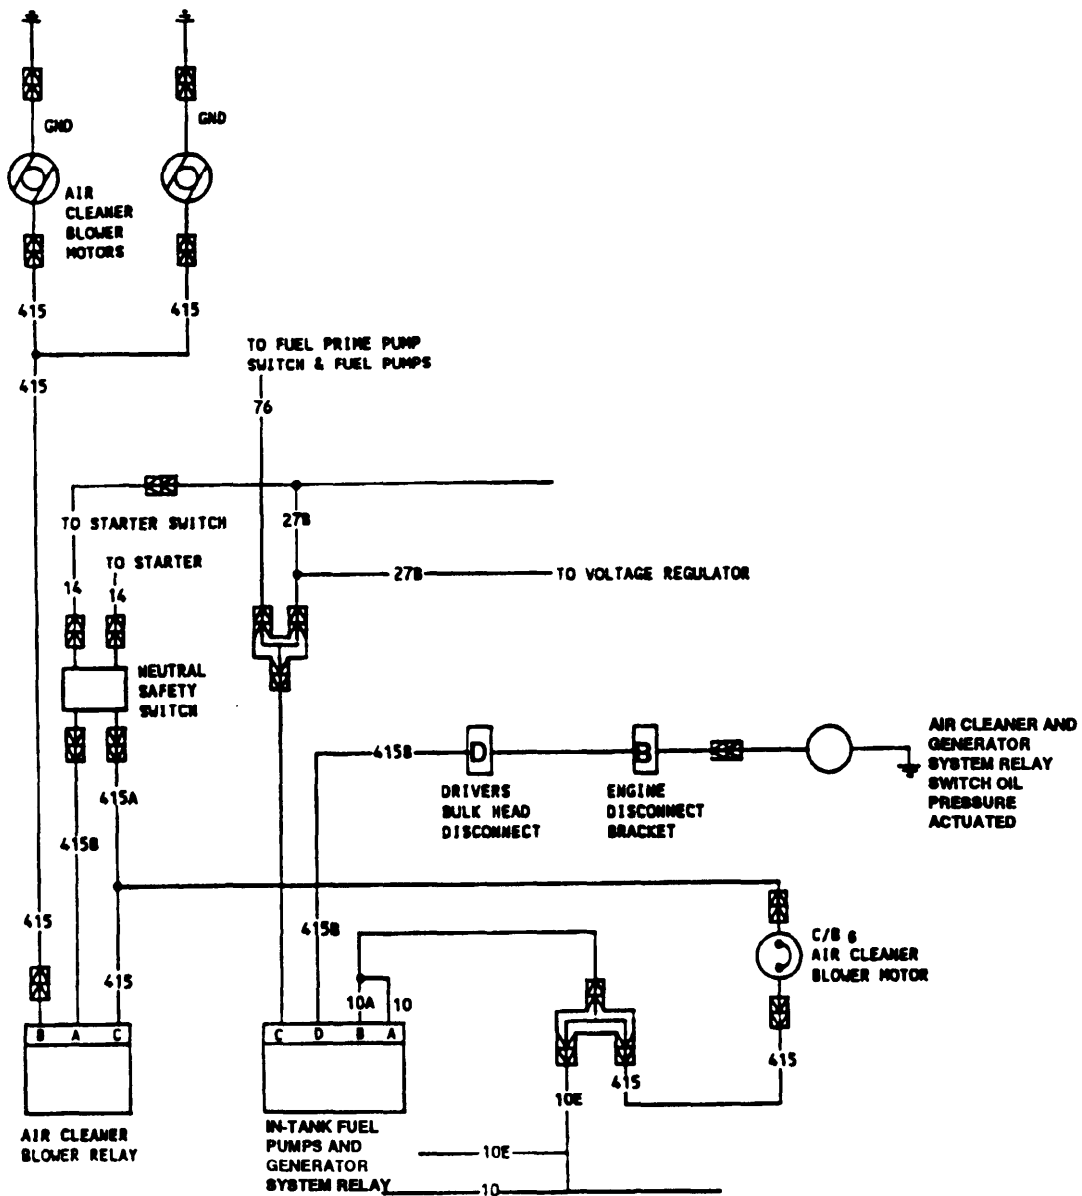 GND
GND
AIR
CLEANER
BLOWER
MOTORS
415
415
415
TO FUEL PRIME PUMP
SWITCH & FUEL PUMPS
76
TO STARTER SWITCH
27B
TO STARTER
27B
TO VOLTAGE REGULATOR
14
14
NEUTRAL
SAFETY
SWITCH
AIR CLEANER AND
GENERATOR
SYSTEM RELAY
SWITCH OIL
PRESSURE
ACTUATED
415B
D
B
DRIVERS
BULK HEAD
DISCONNECT
ENGINE
DISCONNECT
BRACKET
415A
415B
415
415B
415
C/B 6
AIR CLEANER
BLOWER MOTOR
10A
10
B A C
C D B A
415
415
10E
AIR CLEANER
BLOWER RELAY
IN-TANK FUEL
PUMPS AND
GENERATOR
SYSTEM RELAY
10E
10